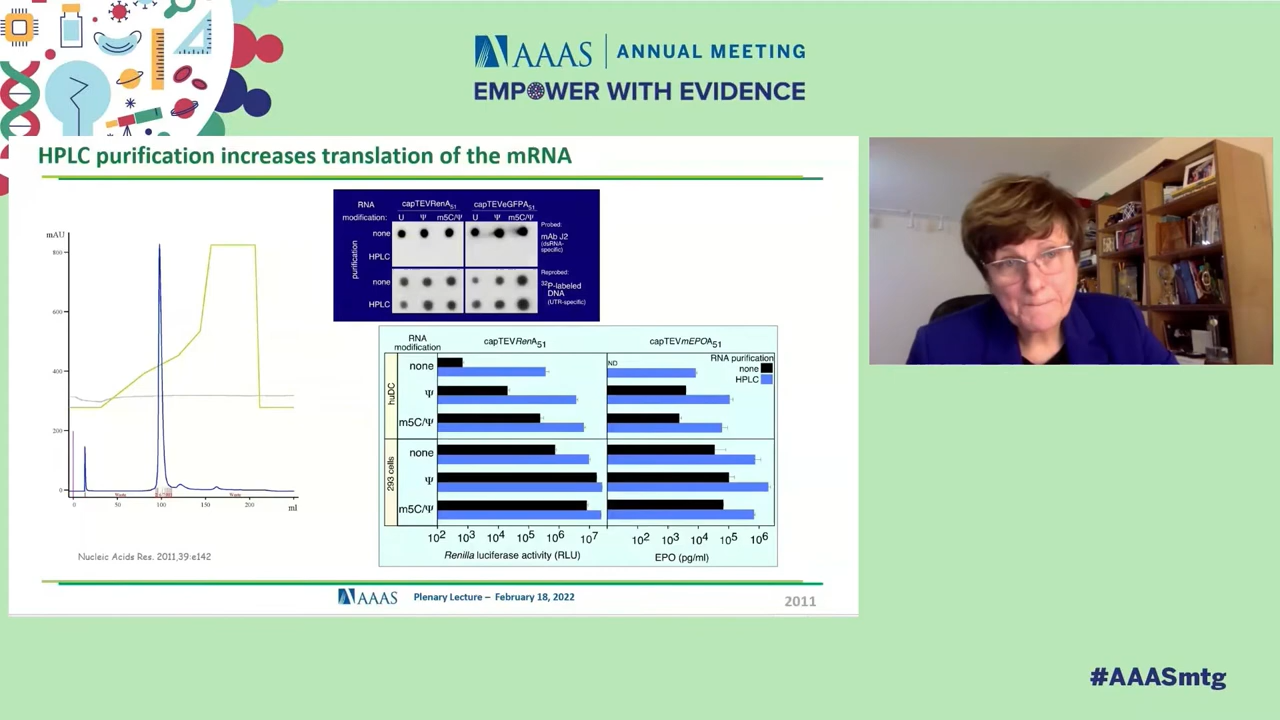 AAAS | ANNUAL MEETING
EMPOWER WITH EVIDENCE
HPLC purification increases translation of the mRNA
mAU
800
600
400
200
0
0 50 100 150 200 ml
Waste
Waste
Nucleic Acids Res. 2011,39:e142
RNA
modification:
capTEVRenA51
capTEVeGFPA51
U Ψ m5C/Ψ
U Ψ m5C/Ψ
purification
none
HPLC
none
HPLC
Probed:
mAb J2
(dsRNA-
specific)
Reprobed:
32P-labeled
DNA
(UTR-specific)
RNA
modification
capTEVRenA51
capTEVmEPOA51
RNA purification
none
HPLC
ND
huDC
none
Ψ
m5C/Ψ
293 cells
none
Ψ
m5C/Ψ
10² 10³ 10⁴ 10⁵ 10⁶ 10⁷
10² 10³ 10⁴ 10⁵ 10⁶
Renilla luciferase activity (RLU)
EPO (pg/ml)
AAAS Plenary Lecture – February 18, 2022
2011
#AAASmtg